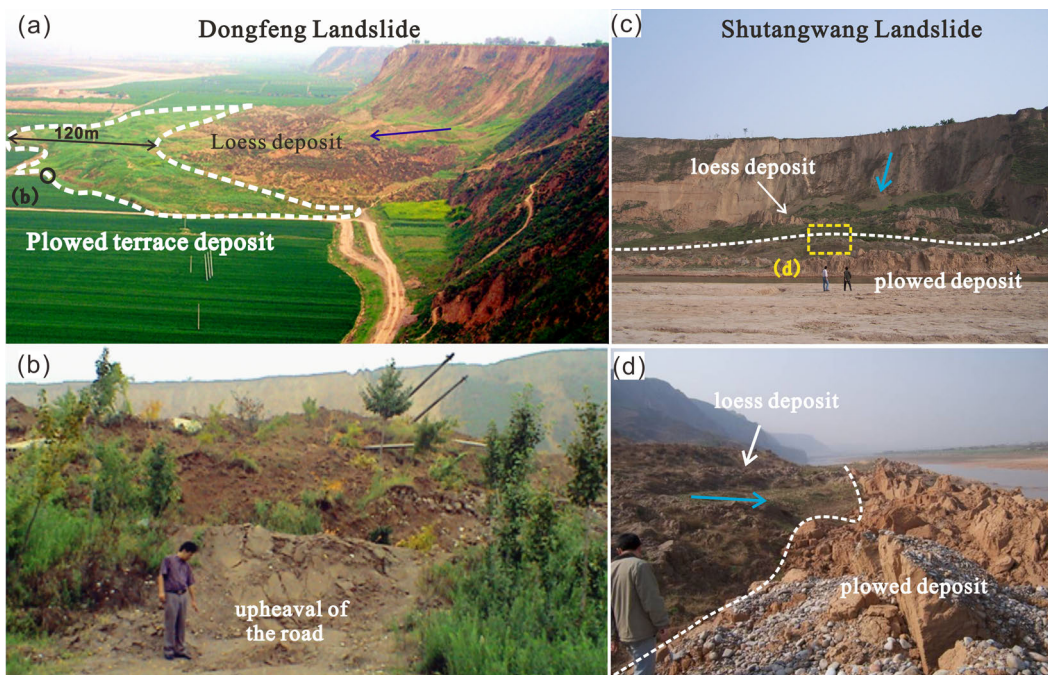 (a)
Dongfeng Landslide
120m
Loess deposit
(b)
Plowed terrace deposit
(c)
Shutangwang Landslide
loess deposit
(d)
plowed deposit
(b)
upheaval of
the road
(d)
loess deposit
plowed deposit